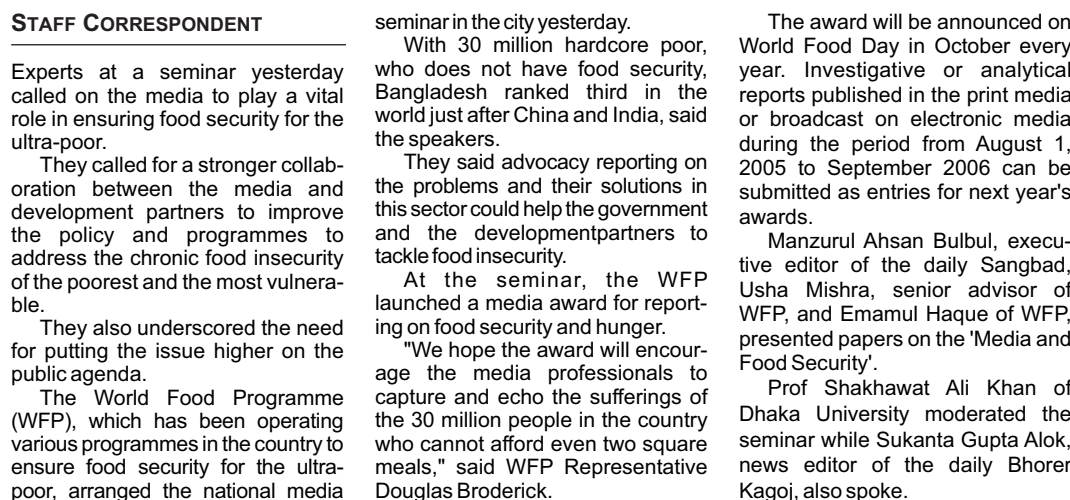 STAFF CORRESPONDENT
Experts at a seminar yesterday
called on the media to play a vital
role in ensuring food security for the
ultra-poor.
They called for a stronger collab-
oration between the media and
development partners to improve
the policy and programmes to
address the chronic food insecurity
of the poorest and the most vulnera-
ble.
They also underscored the need
for putting the issue higher on the
public agenda.
The World Food Programme
(WFP), which has been operating
various programmes in the country to
ensure food security for the ultra-
poor, arranged the national media
seminar in the city yesterday.
With 30 million hardcore poor,
who does not have food security,
Bangladesh ranked third in the
world just after China and India, said
the speakers.
They said advocacy reporting on
the problems and their solutions in
this sector could help the government
and the developmentpartners to
tackle food insecurity.
At the seminar, the WFP
launched a media award for report-
ing on food security and hunger.
"We hope the award will encour-
age the media professionals to
capture and echo the sufferings of
the 30 million people in the country
who cannot afford even two square
meals," said WFP Representative
Douglas Broderick.
The award will be announced on
World Food Day in October every
year. Investigative or analytical
reports published in the print media
or broadcast on electronic media
during the period from August 1,
2005 to September 2006 can be
submitted as entries for next year's
awards.
Manzurul Ahsan Bulbul, execu-
tive editor of the daily Sangbad,
Usha Mishra, senior advisor of
WFP, and Emamul Haque of WFP,
presented papers on the 'Media and
Food Security'.
Prof Shakhawat Ali Khan of
Dhaka University moderated the
seminar while Sukanta Gupta Alok,
news editor of the daily Bhorer
Kagoj, also spoke.